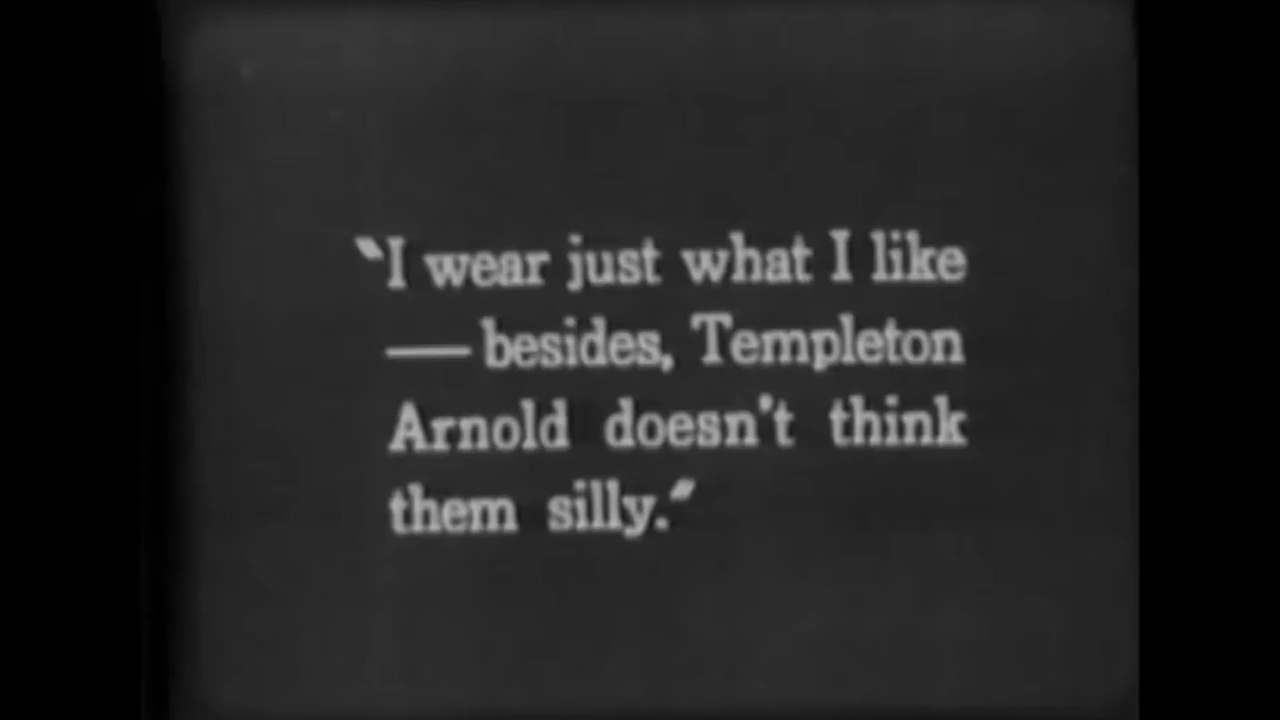 "I wear just what I like
— besides, Templeton
Arnold doesn't think
them silly."